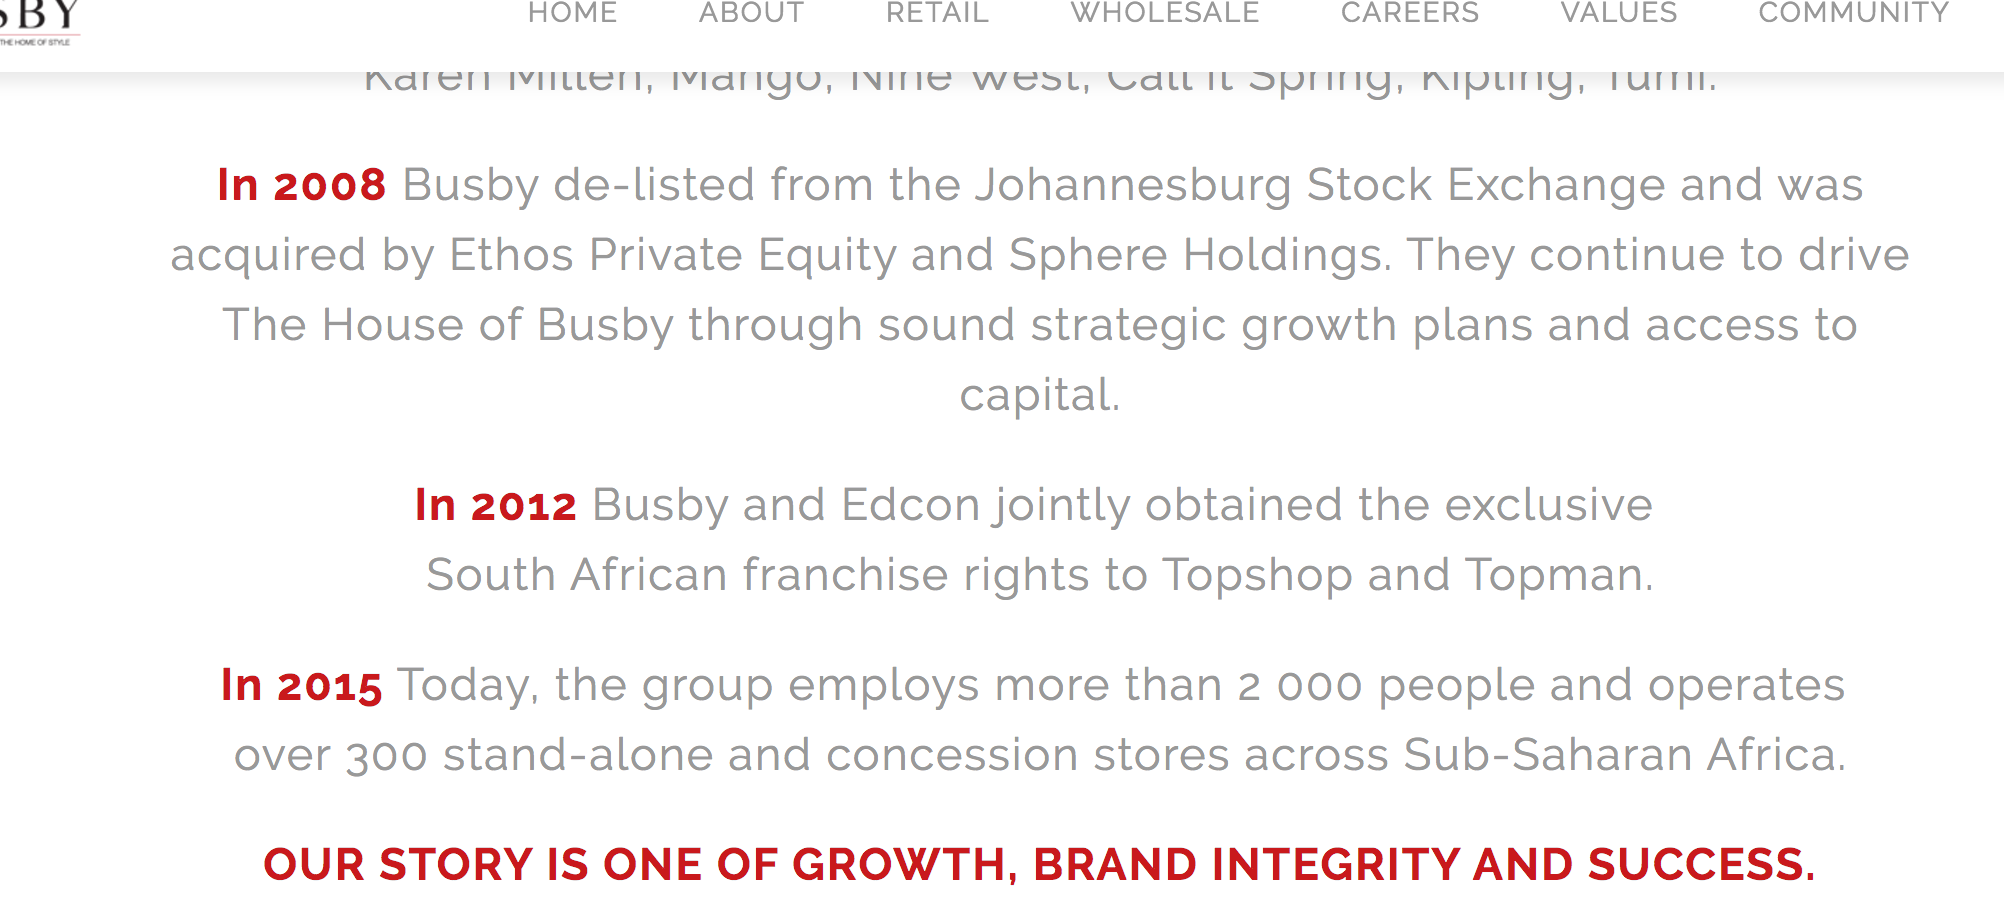 SBY
THE HOME OF STYLE
HOME ABOUT RETAIL WHOLESALE CAREERS VALUES COMMUNITY
Karen Millen, Mango, Nine West, Call it Spring, Kipling, Tumi.
In 2008 Busby de-listed from the Johannesburg Stock Exchange and was
acquired by Ethos Private Equity and Sphere Holdings. They continue to drive
The House of Busby through sound strategic growth plans and access to
capital.
In 2012 Busby and Edcon jointly obtained the exclusive
South African franchise rights to Topshop and Topman.
In 2015 Today, the group employs more than 2 000 people and operates
over 300 stand-alone and concession stores across Sub-Saharan Africa.
OUR STORY IS ONE OF GROWTH, BRAND INTEGRITY AND SUCCESS.